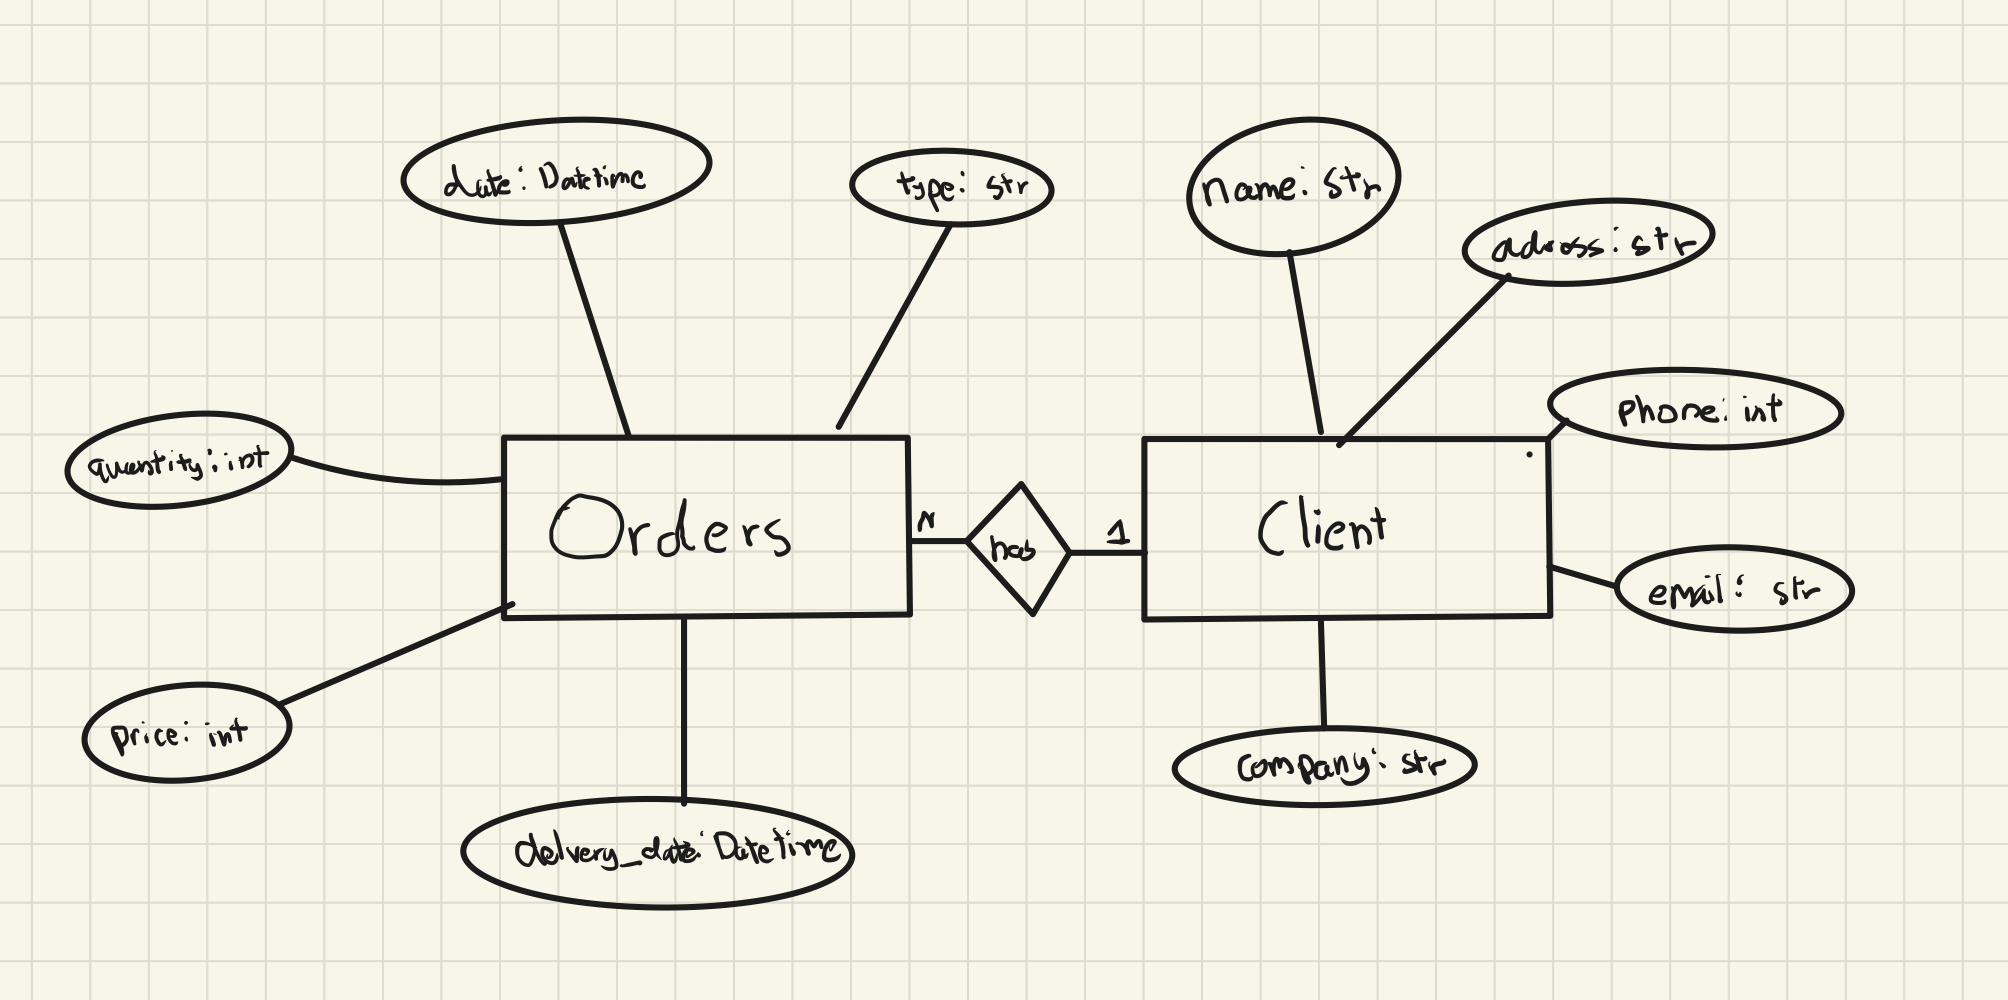 date: Datetime
type: str
name: str
adress: str
quantity: int
phone: int
Orders
N
has
1
Client
email: str
price: int
company: str
delvery_date: Datetime